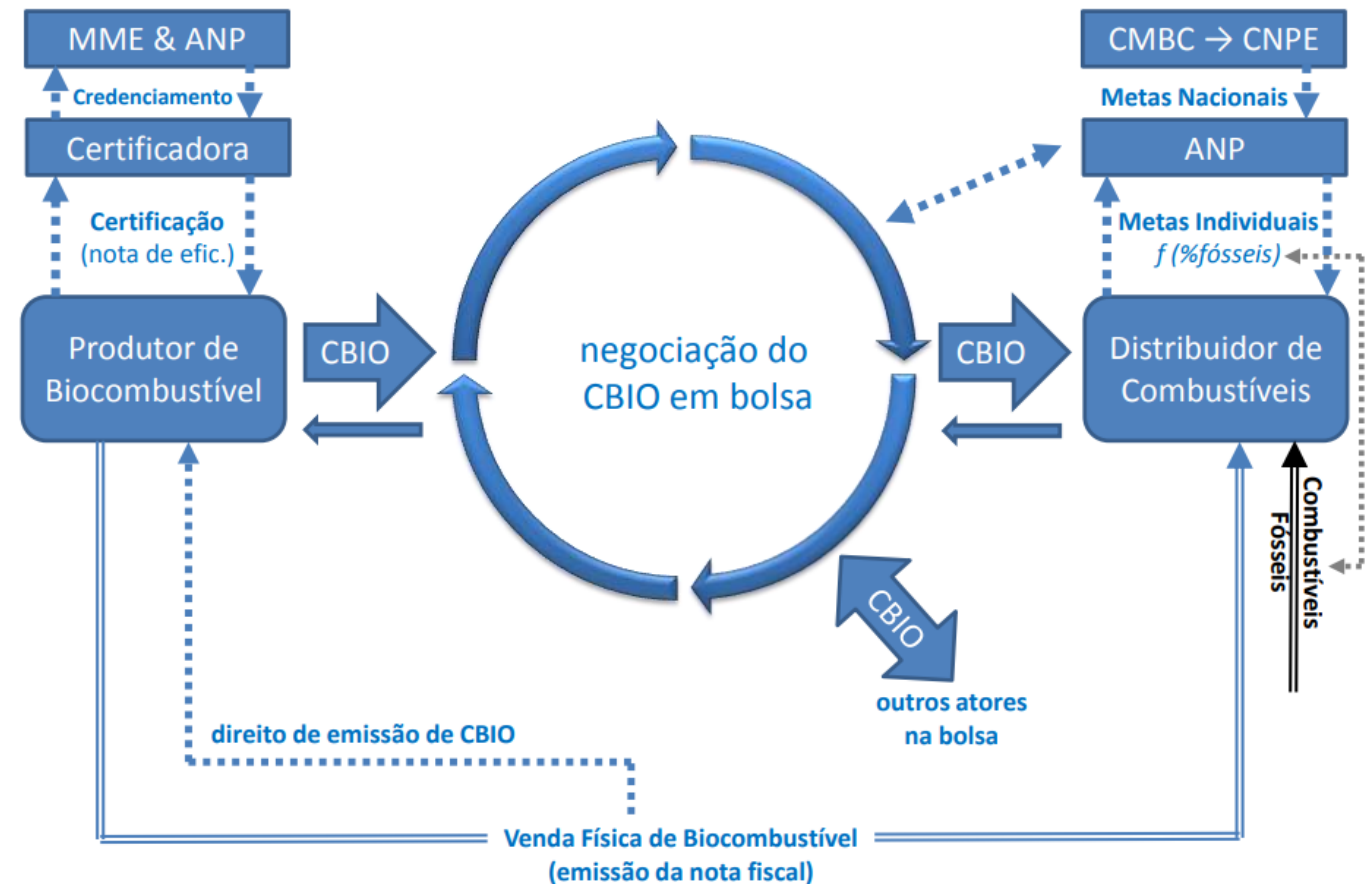 MME & ANP
Credenciamento
Certificadora
Certificação
(nota de efic.)
Produtor de
Biocombustível
CBIO
negociação do
CBIO em bolsa
CBIO
CMBC → CNPE
Metas Nacionais
ANP
Metas Individuais
f (%fósseis)
Distribuidor de
Combustíveis
Combustíveis
Fósseis
CBIO
outros atores
na bolsa
direito de emissão de CBIO
Venda Física de Biocombustível
(emissão da nota fiscal)